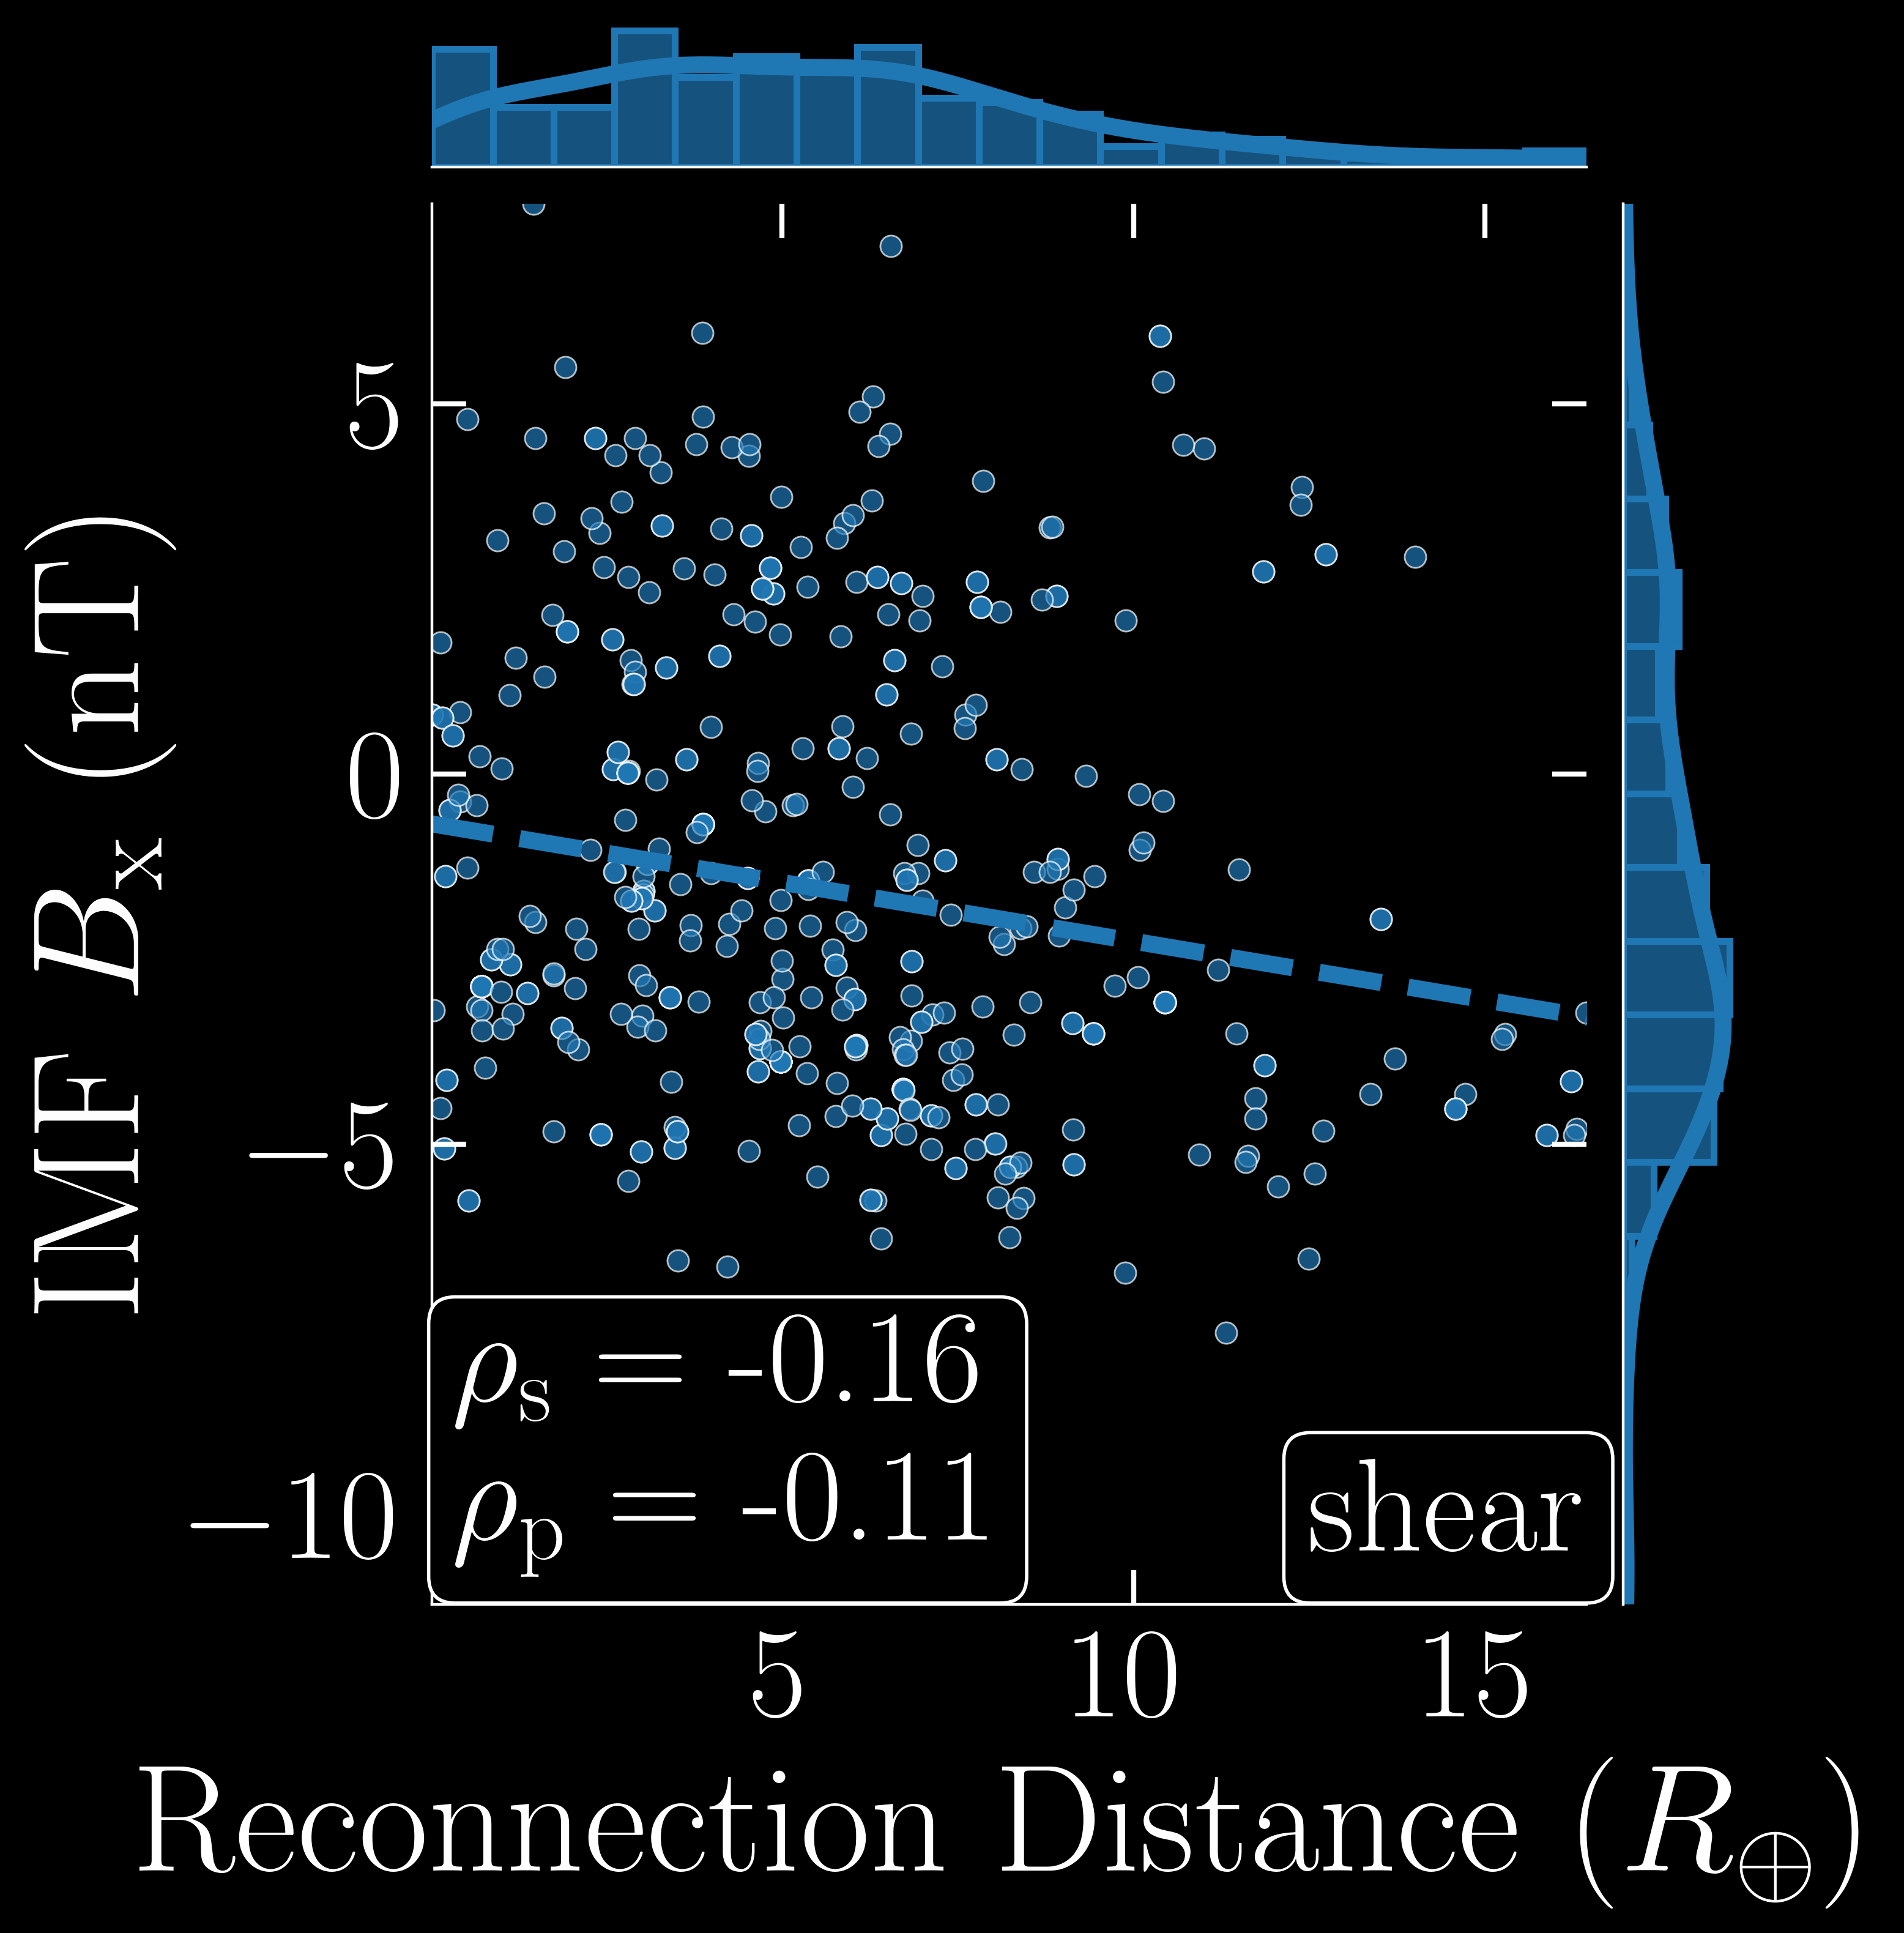 IMF Bₓ (nT)
5
0
−5
−10
ρₛ = -0.16
ρₚ = -0.11
shear
5 10 15
Reconnection Distance (R⊕)